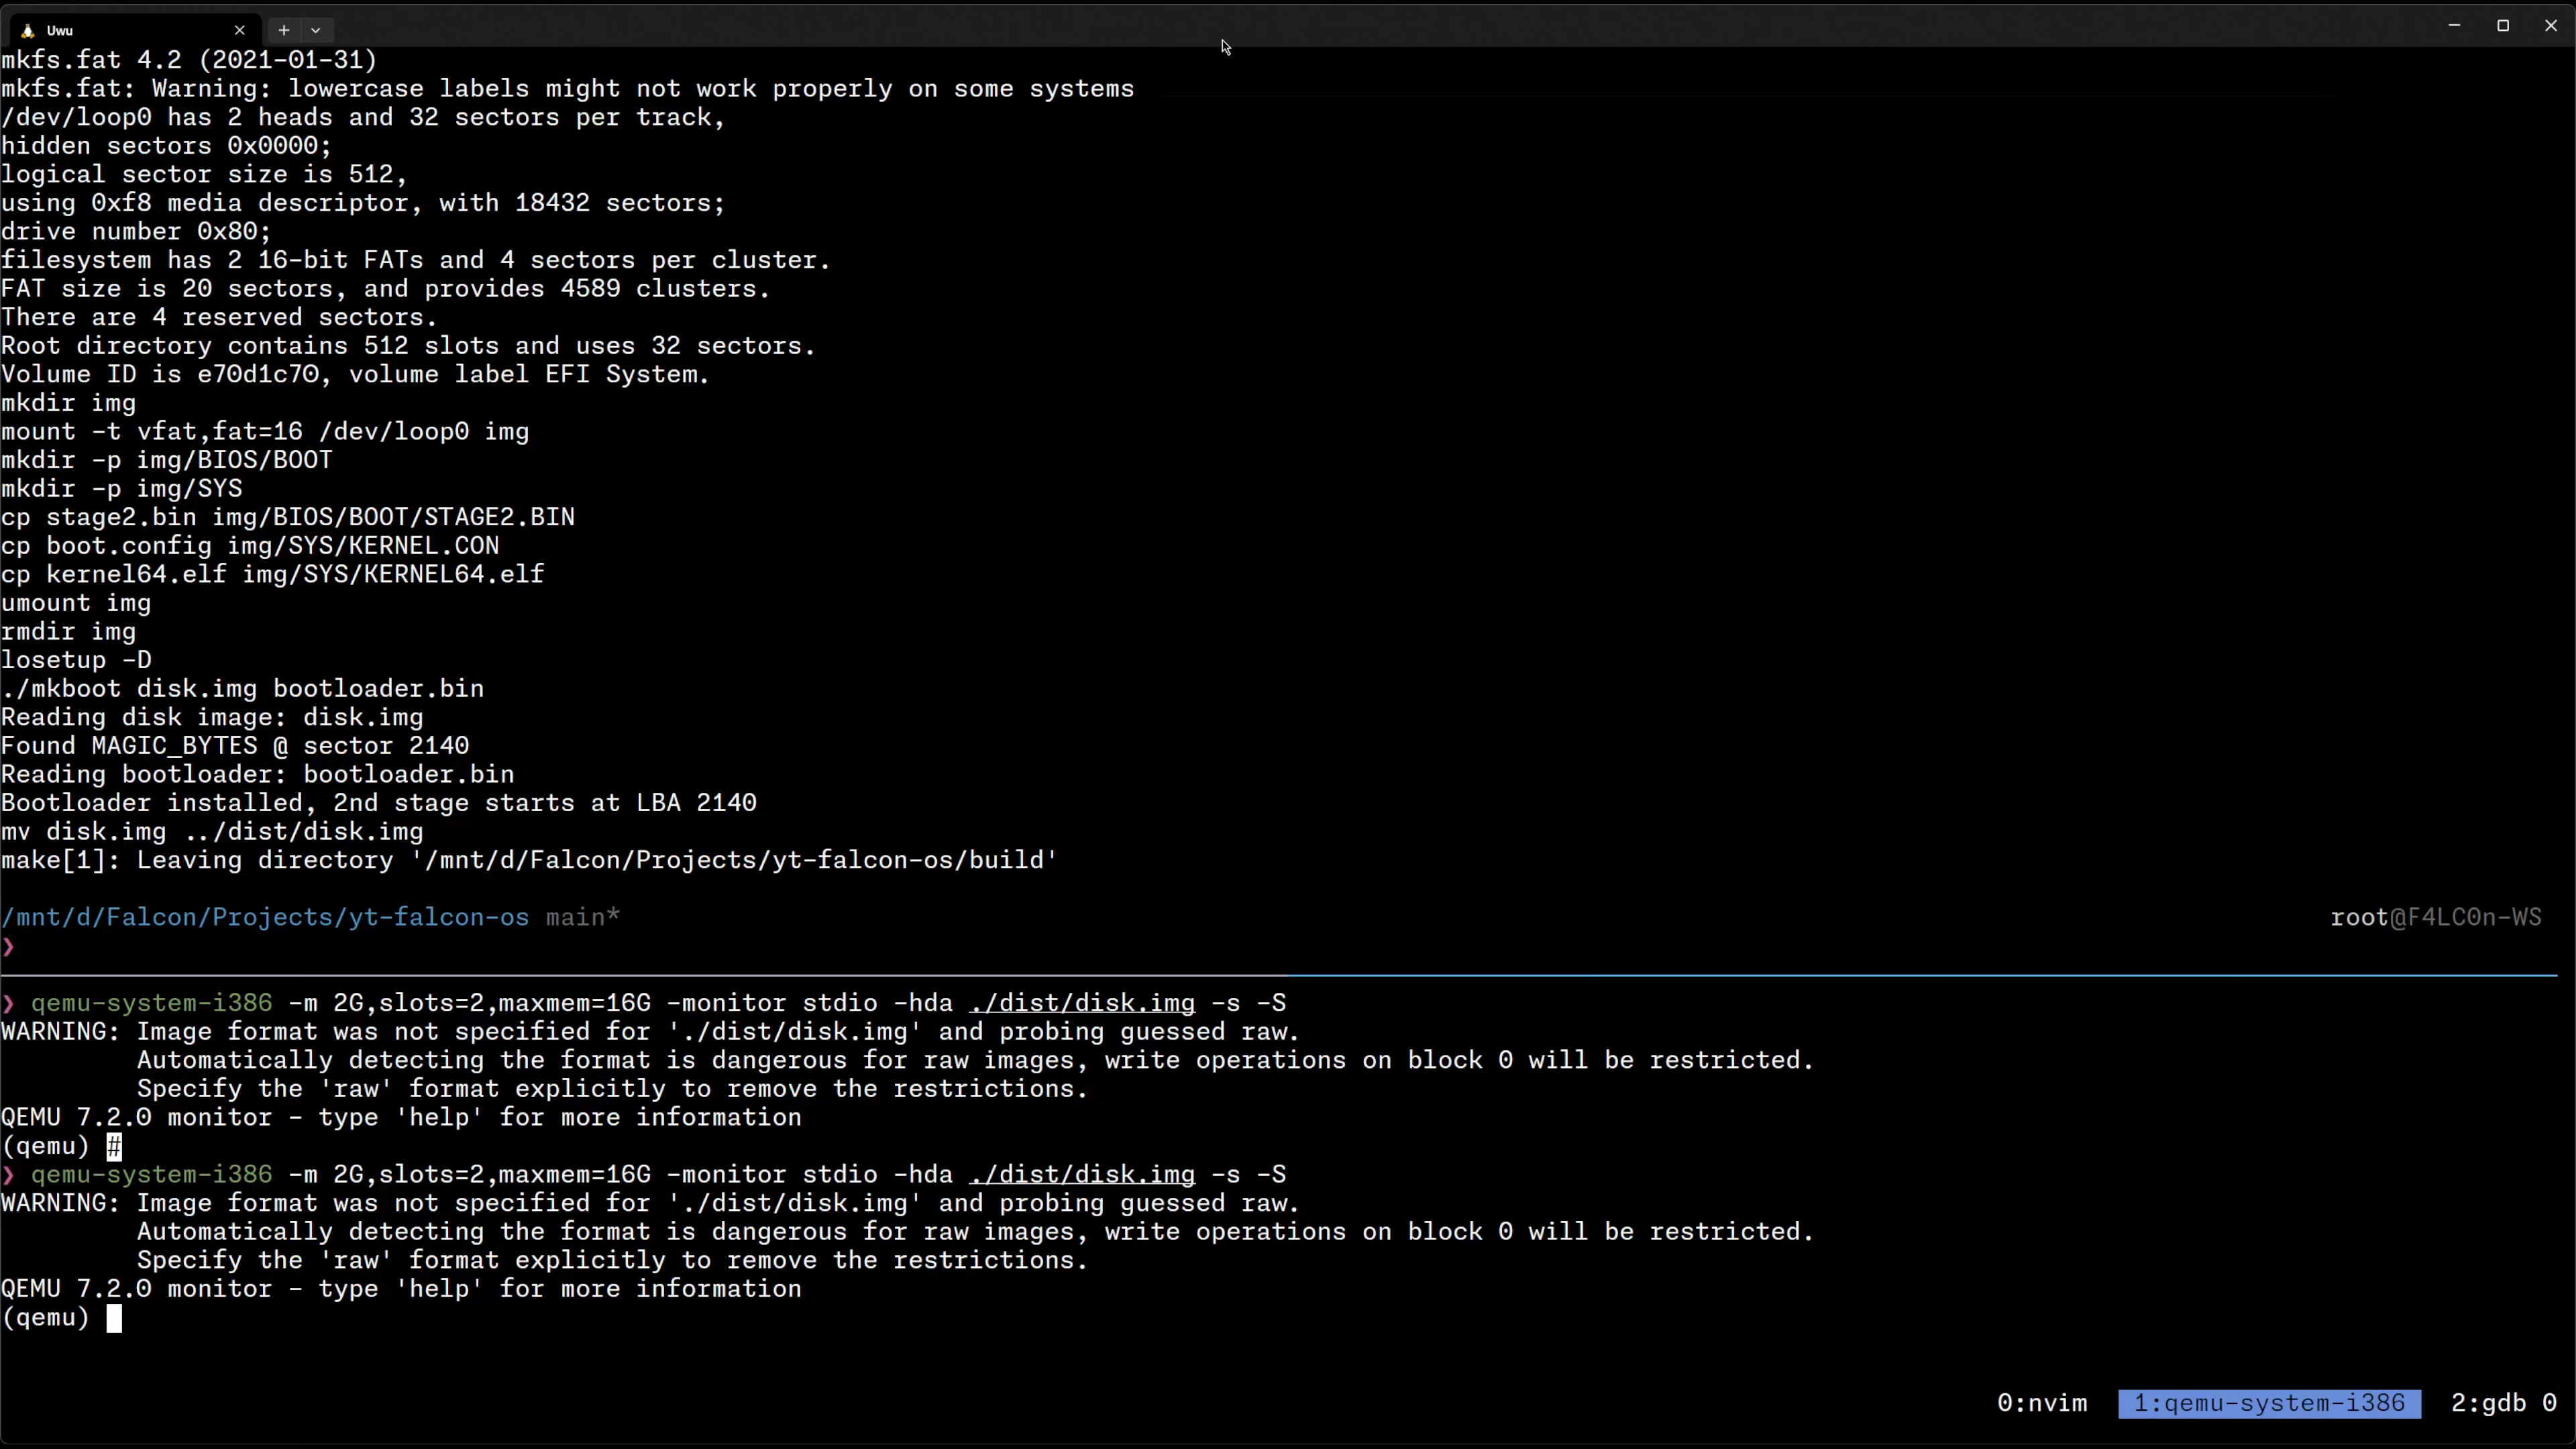 Uwu
mkfs.fat 4.2 (2021-01-31)
mkfs.fat: Warning: lowercase labels might not work properly on some systems
/dev/loop0 has 2 heads and 32 sectors per track,
hidden sectors 0x0000;
logical sector size is 512,
using 0xf8 media descriptor, with 18432 sectors;
drive number 0x80;
filesystem has 2 16-bit FATs and 4 sectors per cluster.
FAT size is 20 sectors, and provides 4589 clusters.
There are 4 reserved sectors.
Root directory contains 512 slots and uses 32 sectors.
Volume ID is e70d1c70, volume label EFI System.
mkdir img
mount -t vfat,fat=16 /dev/loop0 img
mkdir -p img/BIOS/BOOT
mkdir -p img/SYS
cp stage2.bin img/BIOS/BOOT/STAGE2.BIN
cp boot.config img/SYS/KERNEL.CON
cp kernel64.elf img/SYS/KERNEL64.elf
umount img
rmdir img
losetup -D
./mkboot disk.img bootloader.bin
Reading disk image: disk.img
Found MAGIC_BYTES @ sector 2140
Reading bootloader: bootloader.bin
Bootloader installed, 2nd stage starts at LBA 2140
mv disk.img ../dist/disk.img
make[1]: Leaving directory '/mnt/d/Falcon/Projects/yt-falcon-os/build'
/mnt/d/Falcon/Projects/yt-falcon-os main* root@F4LC0n-WS
❯
❯ qemu-system-i386 -m 2G,slots=2,maxmem=16G -monitor stdio -hda ./dist/disk.img -s -S
WARNING: Image format was not specified for './dist/disk.img' and probing guessed raw.
Automatically detecting the format is dangerous for raw images, write operations on block 0 will be restricted.
Specify the 'raw' format explicitly to remove the restrictions.
QEMU 7.2.0 monitor - type 'help' for more information
(qemu) #
❯ qemu-system-i386 -m 2G,slots=2,maxmem=16G -monitor stdio -hda ./dist/disk.img -s -S
WARNING: Image format was not specified for './dist/disk.img' and probing guessed raw.
Automatically detecting the format is dangerous for raw images, write operations on block 0 will be restricted.
Specify the 'raw' format explicitly to remove the restrictions.
QEMU 7.2.0 monitor - type 'help' for more information
(qemu)
0:nvim 1:qemu-system-i386 2:gdb 0